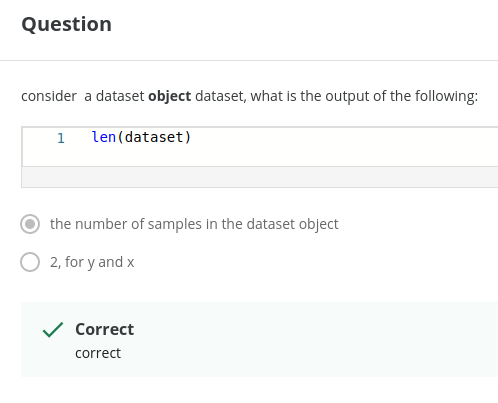 Question
consider  a dataset object dataset, what is the output of the following:
1 len(dataset)
the number of samples in the dataset object
2, for y and x
Correct
correct